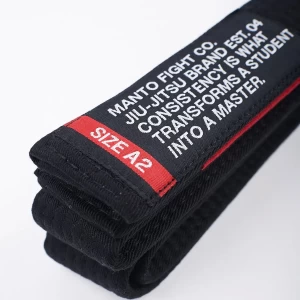 MANTO FIGHT CO.
JIU-JITSU BRAND EST. 04
CONSISTENCY IS WHAT
TRANSFORMS A STUDENT
INTO A MASTER.
SIZE A2